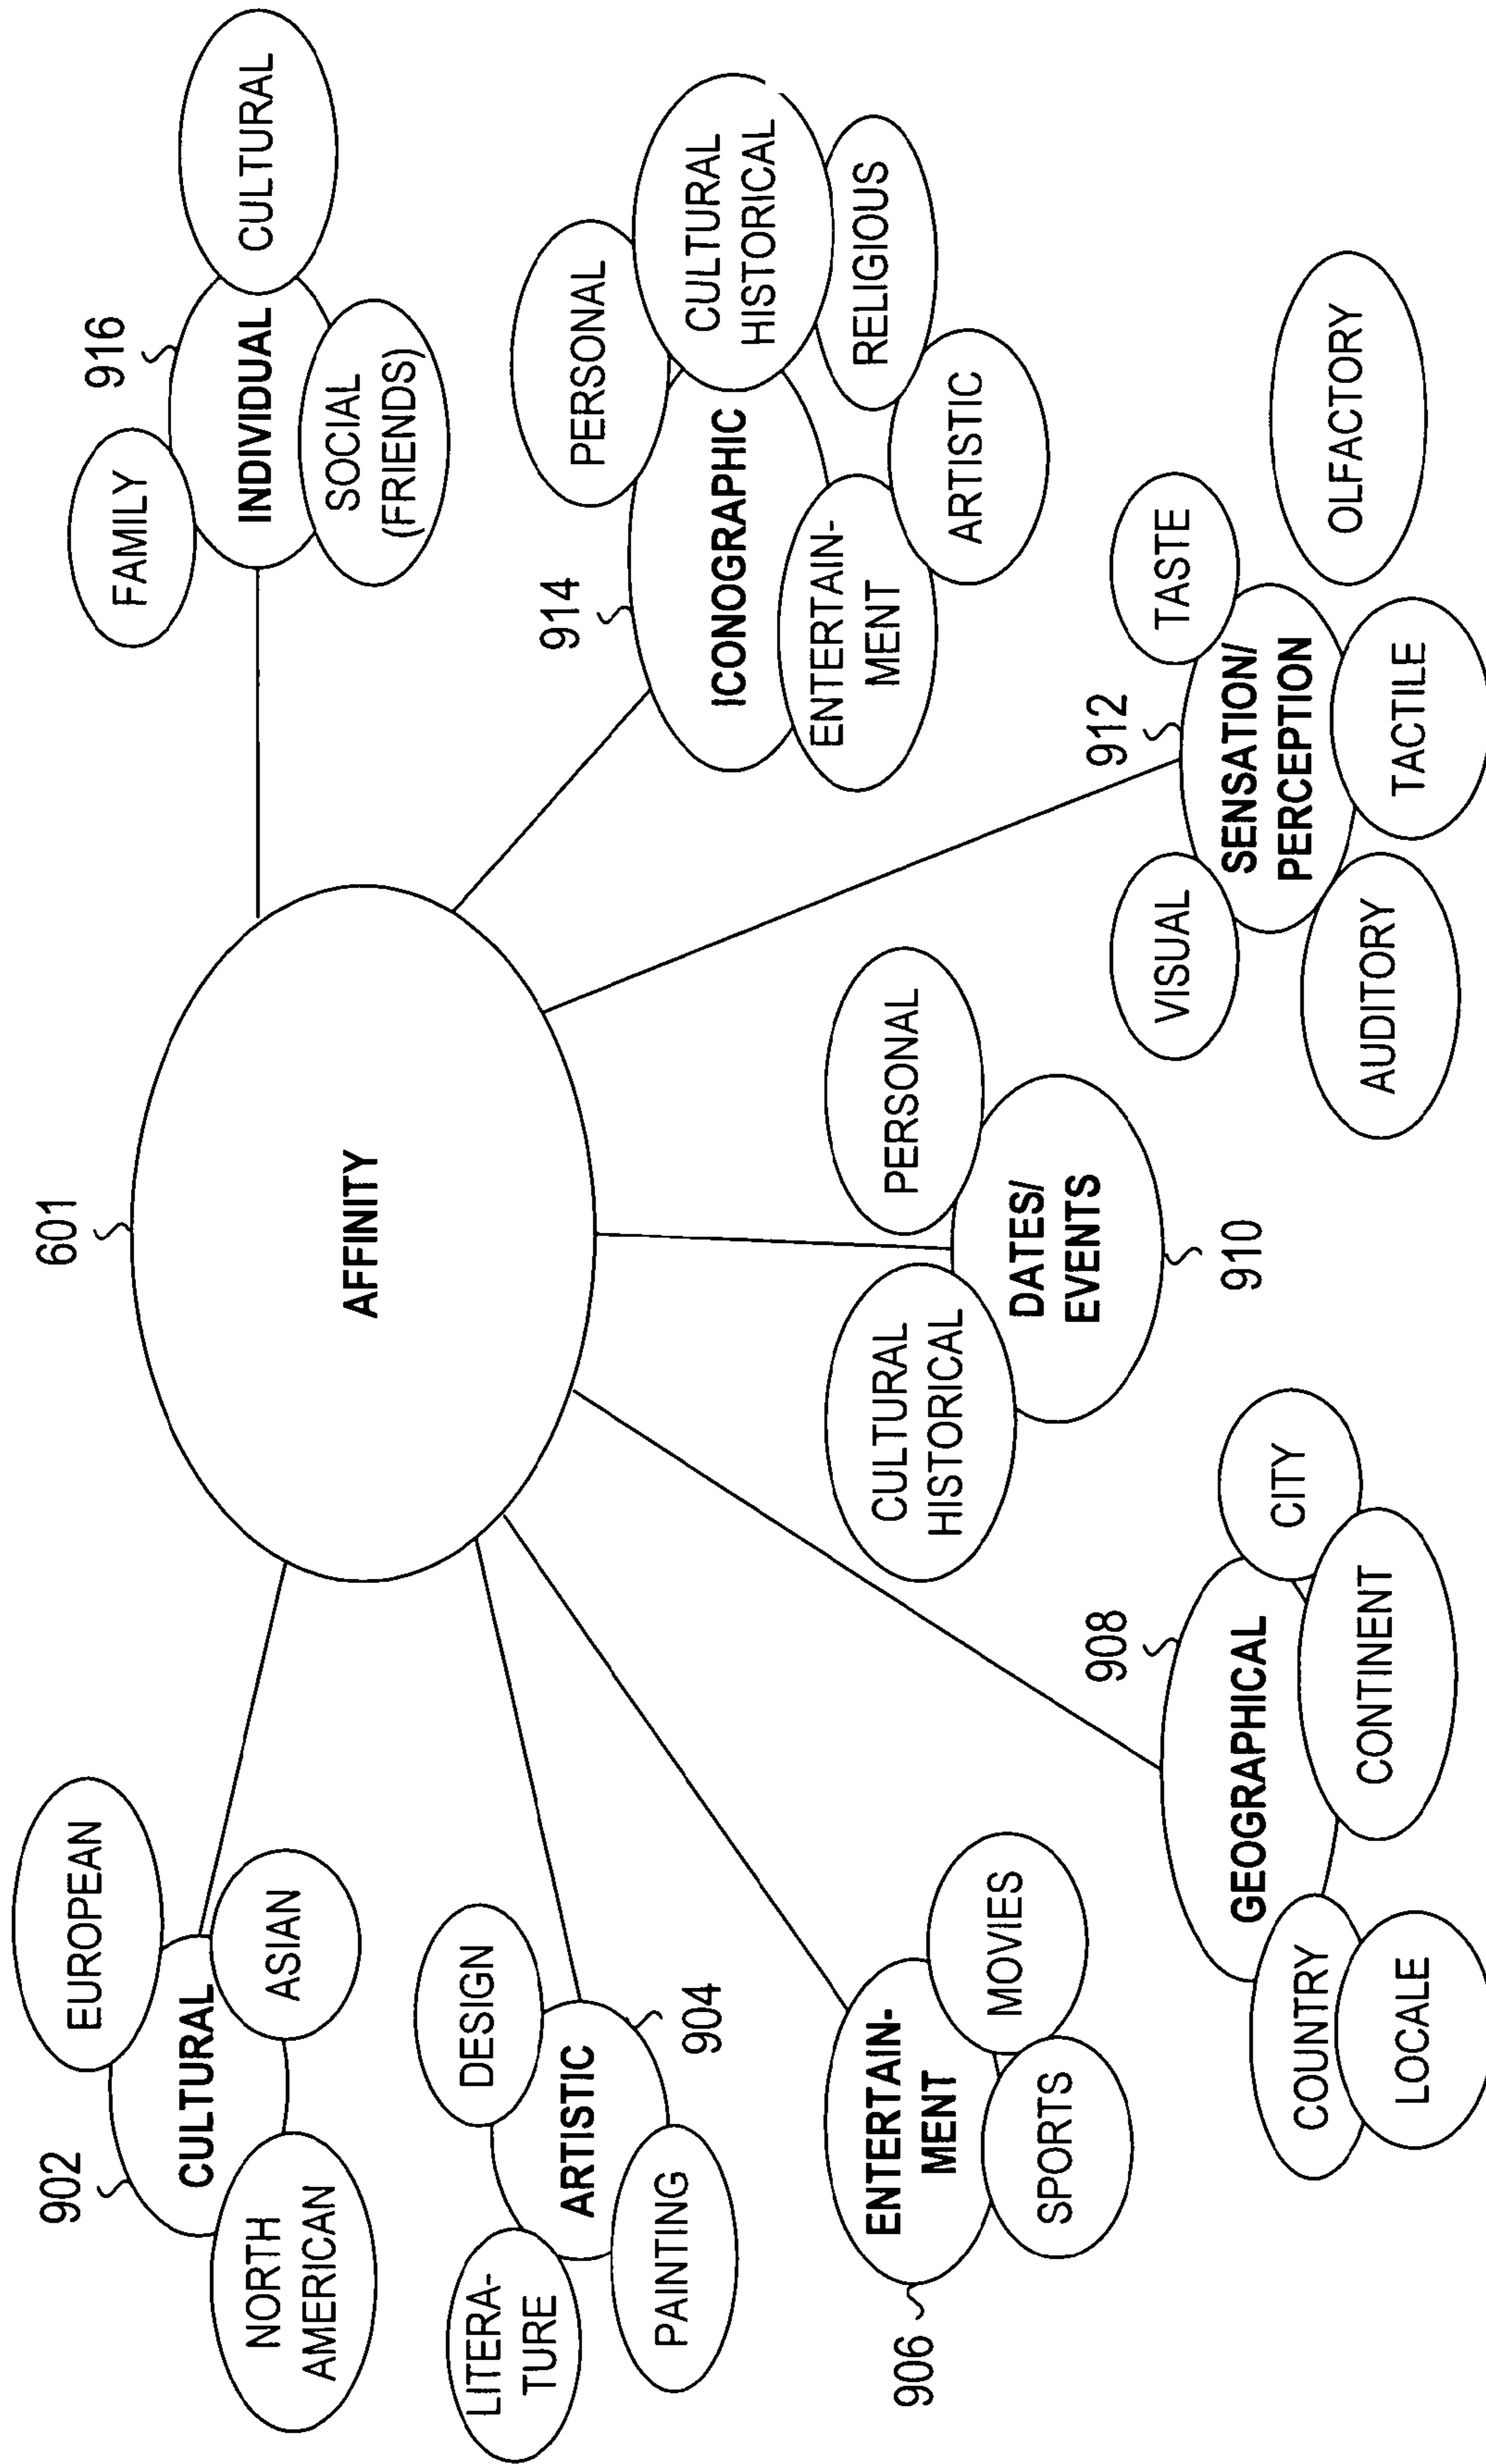 601
AFFINITY
902
CULTURAL
EUROPEAN
ASIAN
NORTH
AMERICAN
904
ARTISTIC
DESIGN
LITERA-
TURE
PAINTING
906
ENTERTAIN-
MENT
MOVIES
SPORTS
908
GEOGRAPHICAL
CITY
CONTINENT
COUNTRY
LOCALE
910
DATES/
EVENTS
CULTURAL
HISTORICAL
PERSONAL
912
SENSATION/
PERCEPTION
VISUAL
TASTE
AUDITORY
TACTILE
OLFACTORY
914
ICONOGRAPHIC
PERSONAL
CULTURAL
HISTORICAL
RELIGIOUS
ARTISTIC
ENTERTAIN-
MENT
916
INDIVIDUAL
FAMILY
CULTURAL
SOCIAL
(FRIENDS)